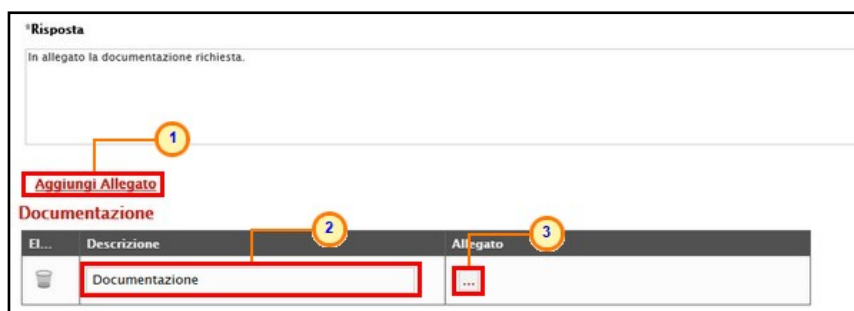 *Risposta
In allegato la documentazione richiesta.
1
Aggiungi Allegato
Documentazione
2
3
El... Descrizione Allegato
Documentazione ...